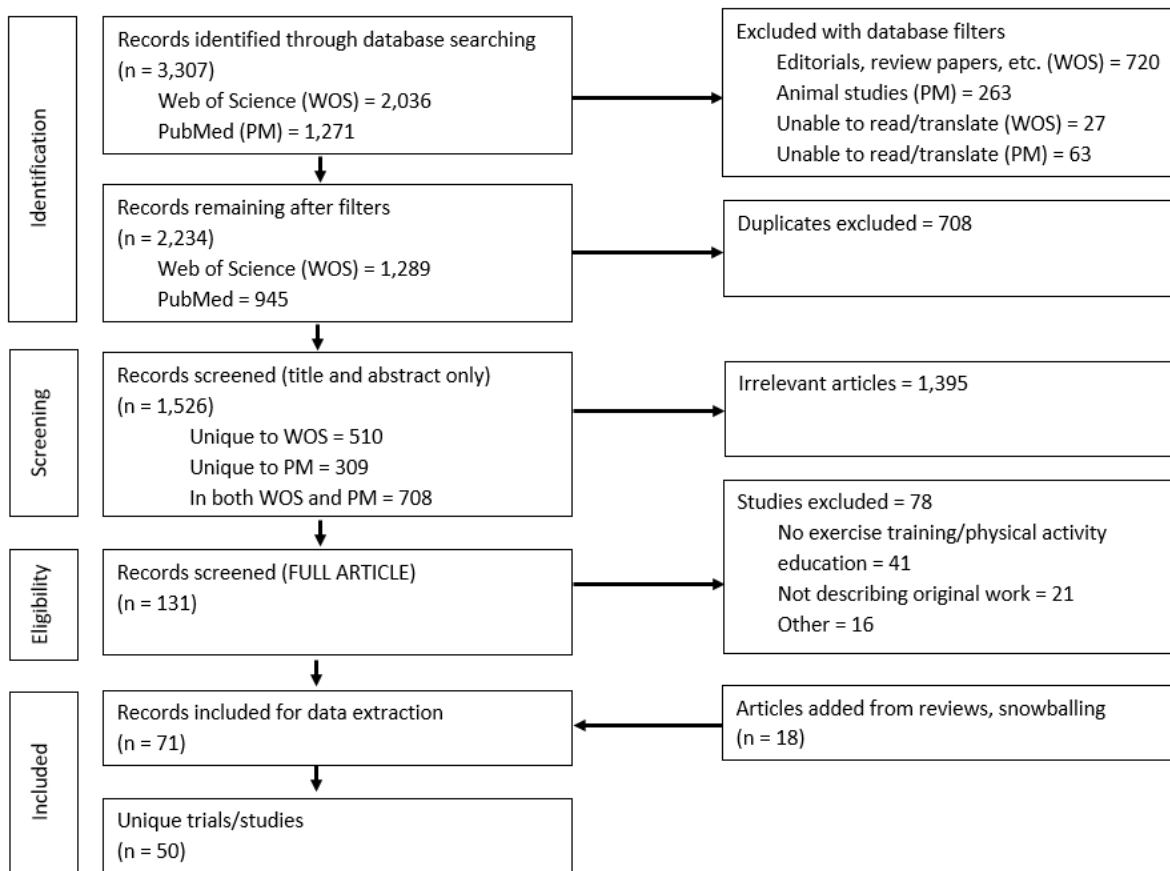 Identification
Records identified through database searching
(n = 3,307)
Web of Science (WOS) = 2,036
PubMed (PM) = 1,271
Excluded with database filters
Editorials, review papers, etc. (WOS) = 720
Animal studies (PM) = 263
Unable to read/translate (WOS) = 27
Unable to read/translate (PM) = 63
Records remaining after filters
(n = 2,234)
Web of Science (WOS) = 1,289
PubMed = 945
Duplicates excluded = 708
Screening
Records screened (title and abstract only)
(n = 1,526)
Unique to WOS = 510
Unique to PM = 309
In both WOS and PM = 708
Irrelevant articles = 1,395
Eligibility
Records screened (FULL ARTICLE)
(n = 131)
Studies excluded = 78
No exercise training/physical activity
education = 41
Not describing original work = 21
Other = 16
Included
Records included for data extraction
(n = 71)
Articles added from reviews, snowballing
(n = 18)
Unique trials/studies
(n = 50)